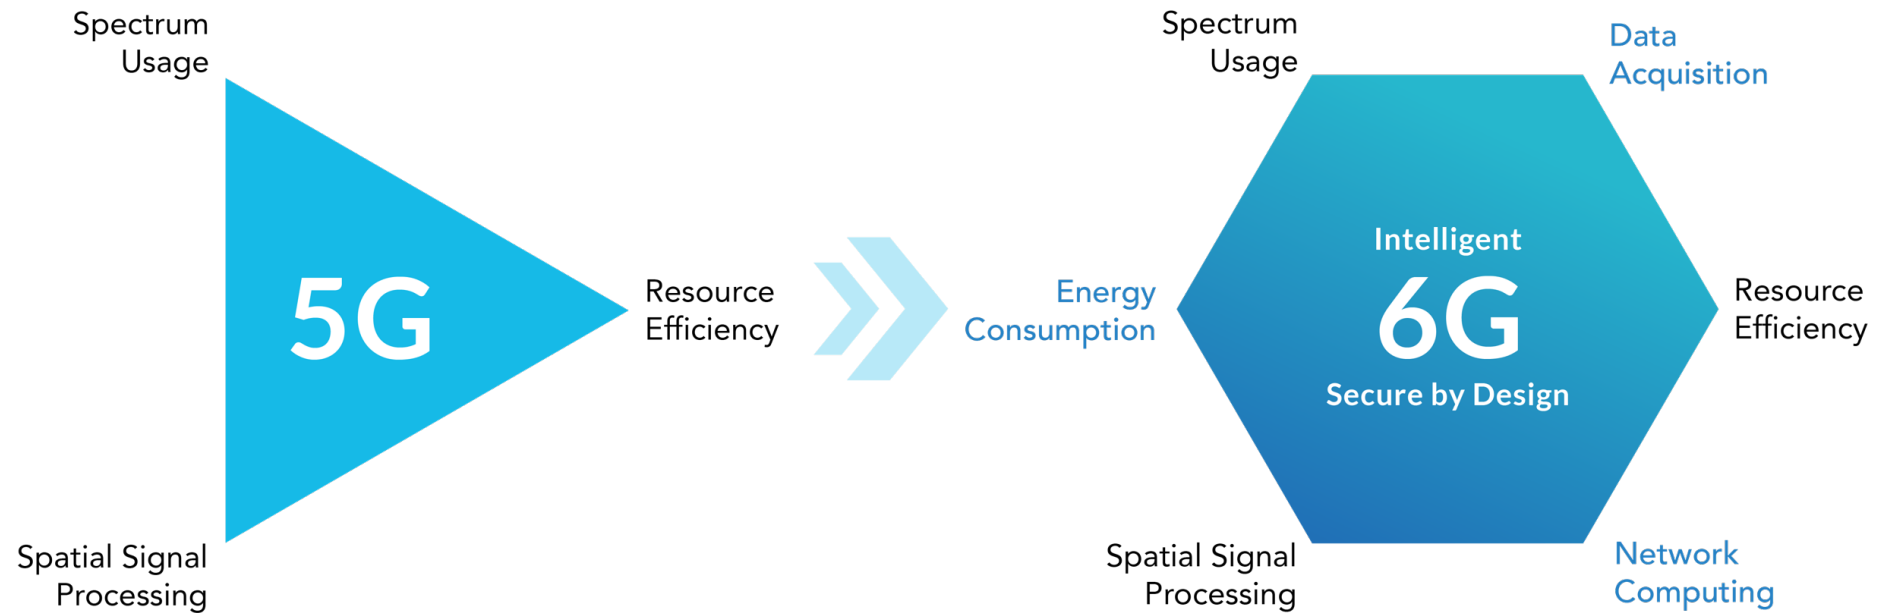 Spectrum
Usage
5G
Resource
Efficiency
Spatial Signal
Processing
Spectrum
Usage
Data
Acquisition
Energy
Consumption
Intelligent
6G
Secure by Design
Resource
Efficiency
Spatial Signal
Processing
Network
Computing